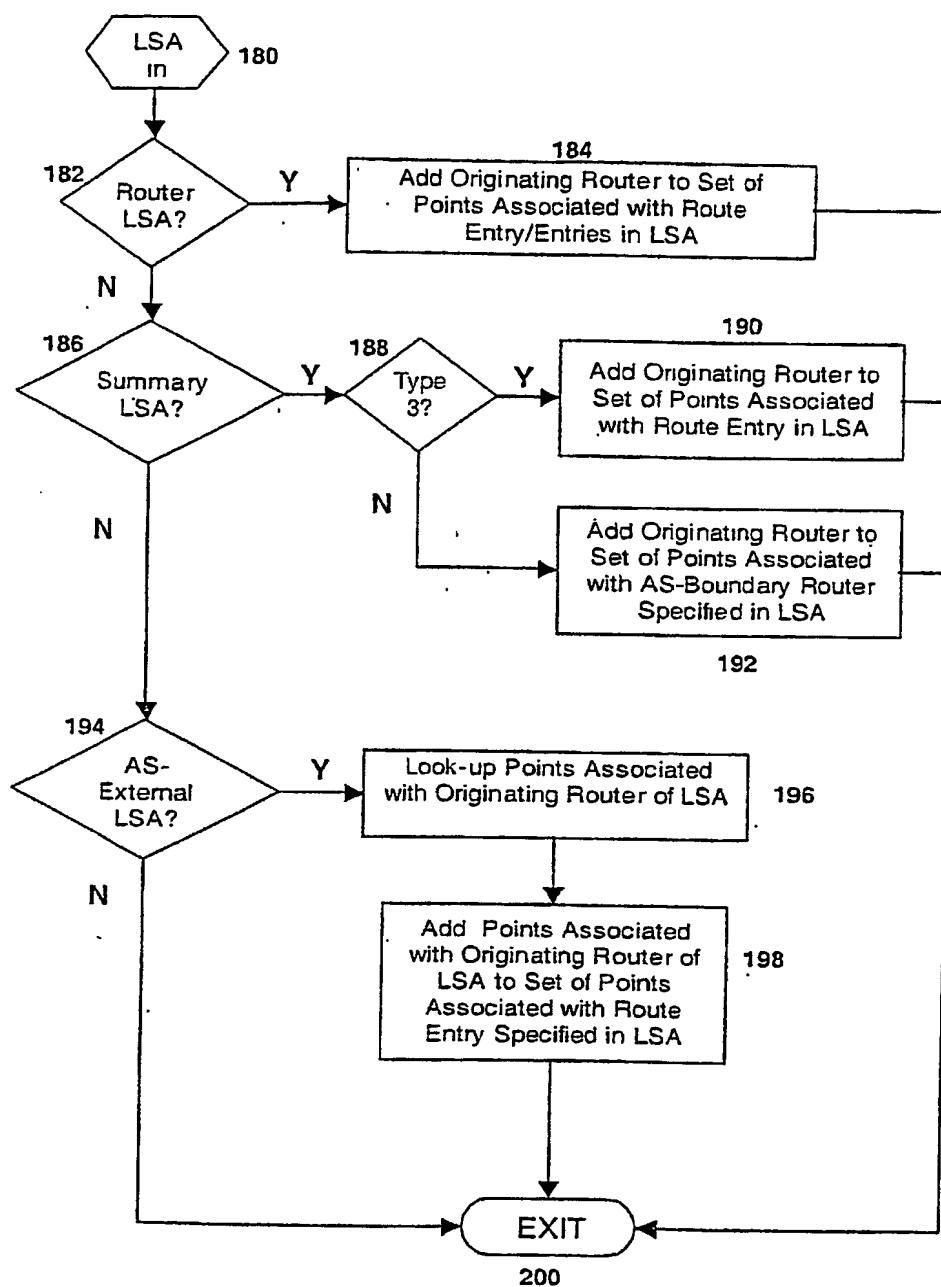 LSA
in
180
182
Router
LSA?
Y
184
Add Originating Router to Set of
Points Associated with Route
Entry/Entries in LSA
N
186
Summary
LSA?
Y
188
Type
3?
Y
190
Add Originating Router to
Set of Points Associated
with Route Entry in LSA
N
N
Add Originating Router to
Set of Points Associated
with AS-Boundary Router
Specified in LSA
192
194
AS-
External
LSA?
Y
Look-up Points Associated
with Originating Router of LSA
196
N
Add Points Associated
with Originating Router of
LSA to Set of Points
Associated with Route
Entry Specified in LSA
198
EXIT
200